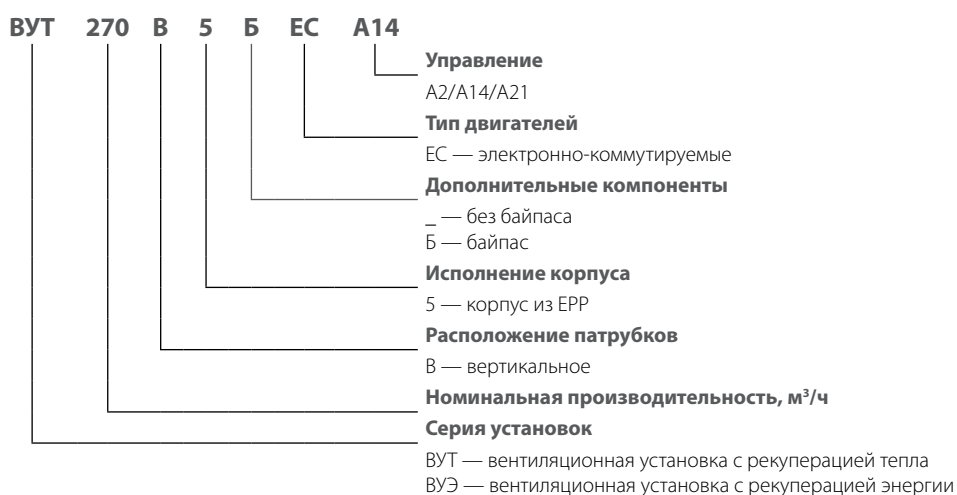 ВУТ 270 В 5 Б ЕС А14
Управление
А2/А14/А21
Тип двигателей
ЕС — электронно-коммутируемые
Дополнительные компоненты
_ — без байпаса
Б — байпас
Исполнение корпуса
5 — корпус из EPP
Расположение патрубков
В — вертикальное
Номинальная производительность, м³/ч
Серия установок
ВУТ — вентиляционная установка с рекуперацией тепла
ВУЭ — вентиляционная установка с рекуперацией энергии